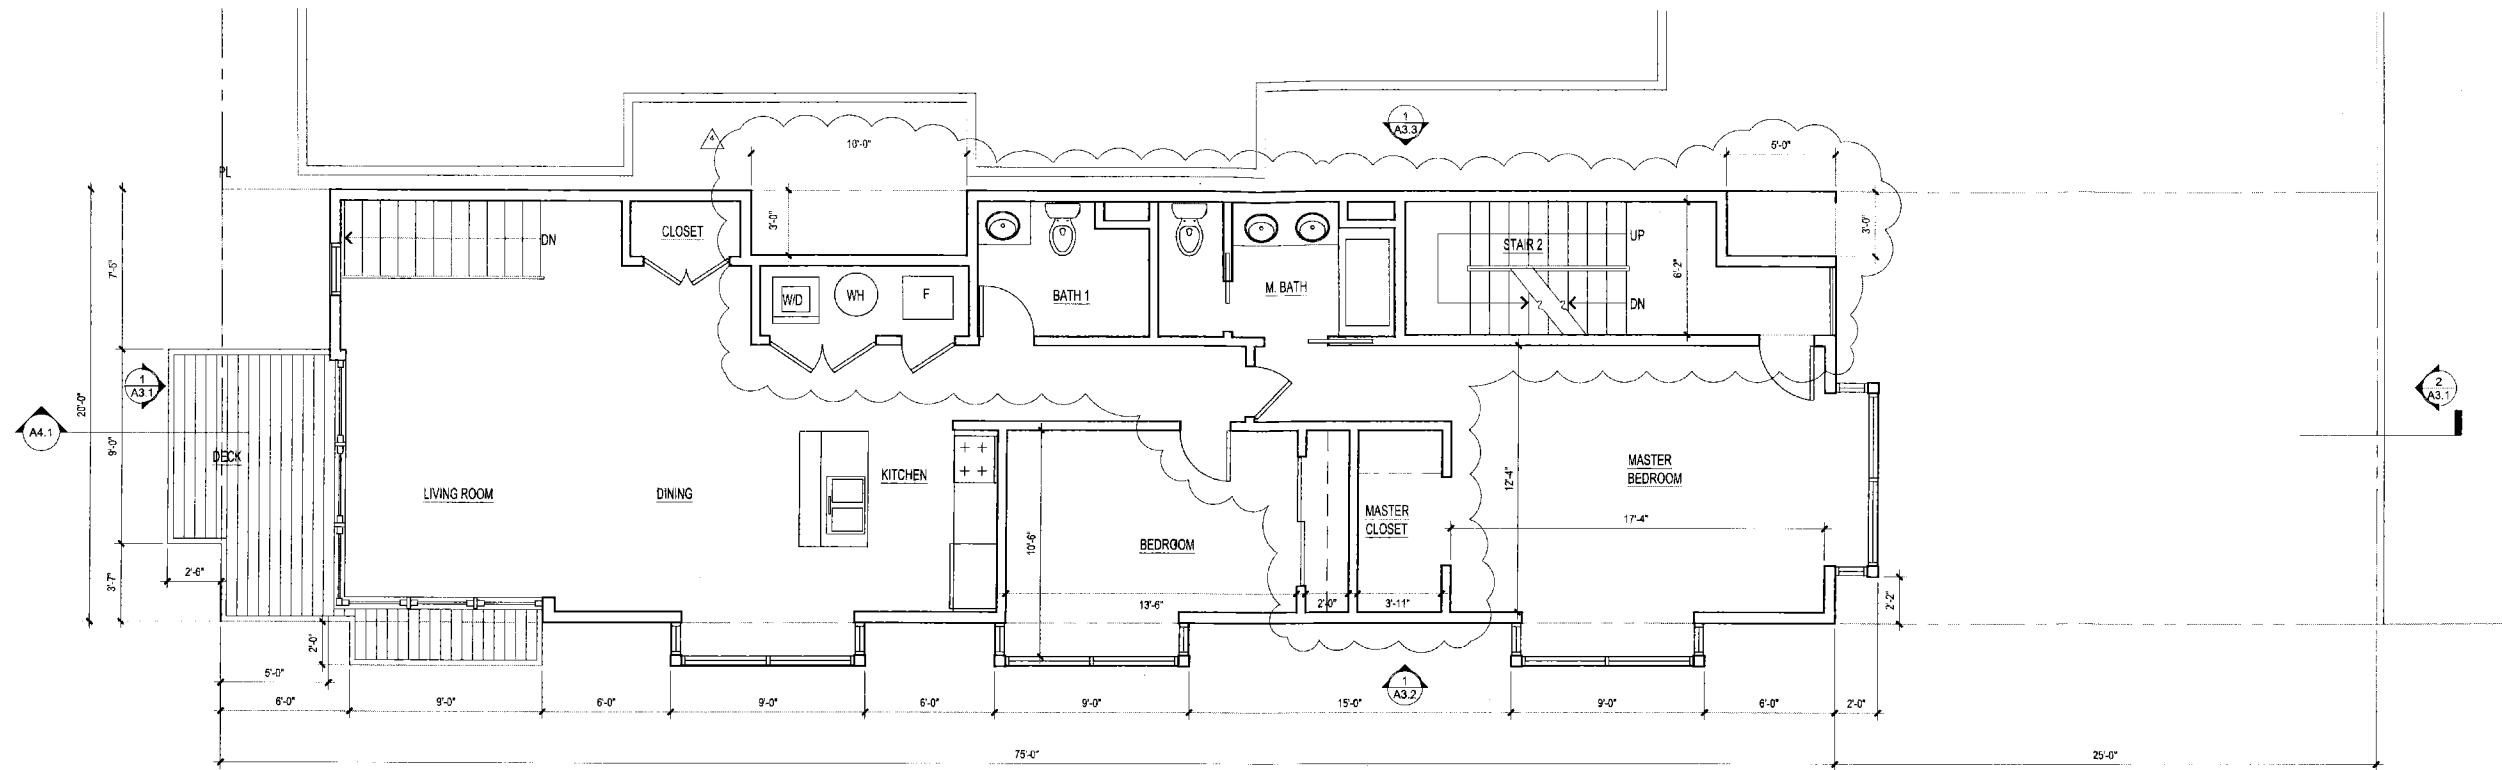 1
A3.3
4
10'-0"
5'-0"
PL
3'-0"
3'-0"
CLOSET
DN
STAIR 2
UP
DN
6'-2"
7'-5"
W/D
WH
F
BATH 1
M. BATH
1
A3.1
20'-0"
9'-0"
A4.1
2
A3.1
DECK
LIVING ROOM
DINING
KITCHEN
MASTER
BEDROOM
12'-4"
MASTER
CLOSET
17'-4"
BEDROOM
10'-6"
2'-6"
3'-7"
13'-6"
2'-0"
3'-11"
2'-2"
2'-0"
5'-0"
1
A3.2
6'-0"
9'-0"
6'-0"
9'-0"
6'-0"
9'-0"
15'-0"
9'-0"
6'-0"
2'-0"
75'-0"
25'-0"